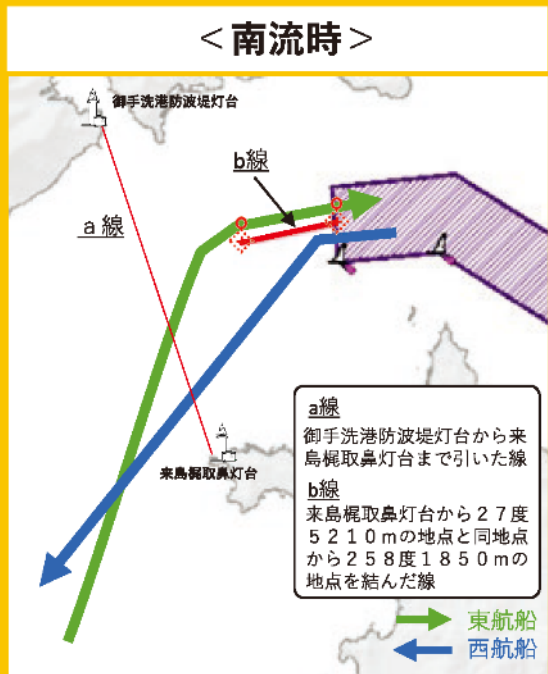 ＜南流時＞
御手洗港防波堤灯台
b線
a線
来島梶取鼻灯台
a線
御手洗港防波堤灯台から来
島梶取鼻灯台まで引いた線
b線
来島梶取鼻灯台から２７度
５２１０ｍの地点と同地点
から２５８度１８５０ｍの
地点を結んだ線
東航船
西航船